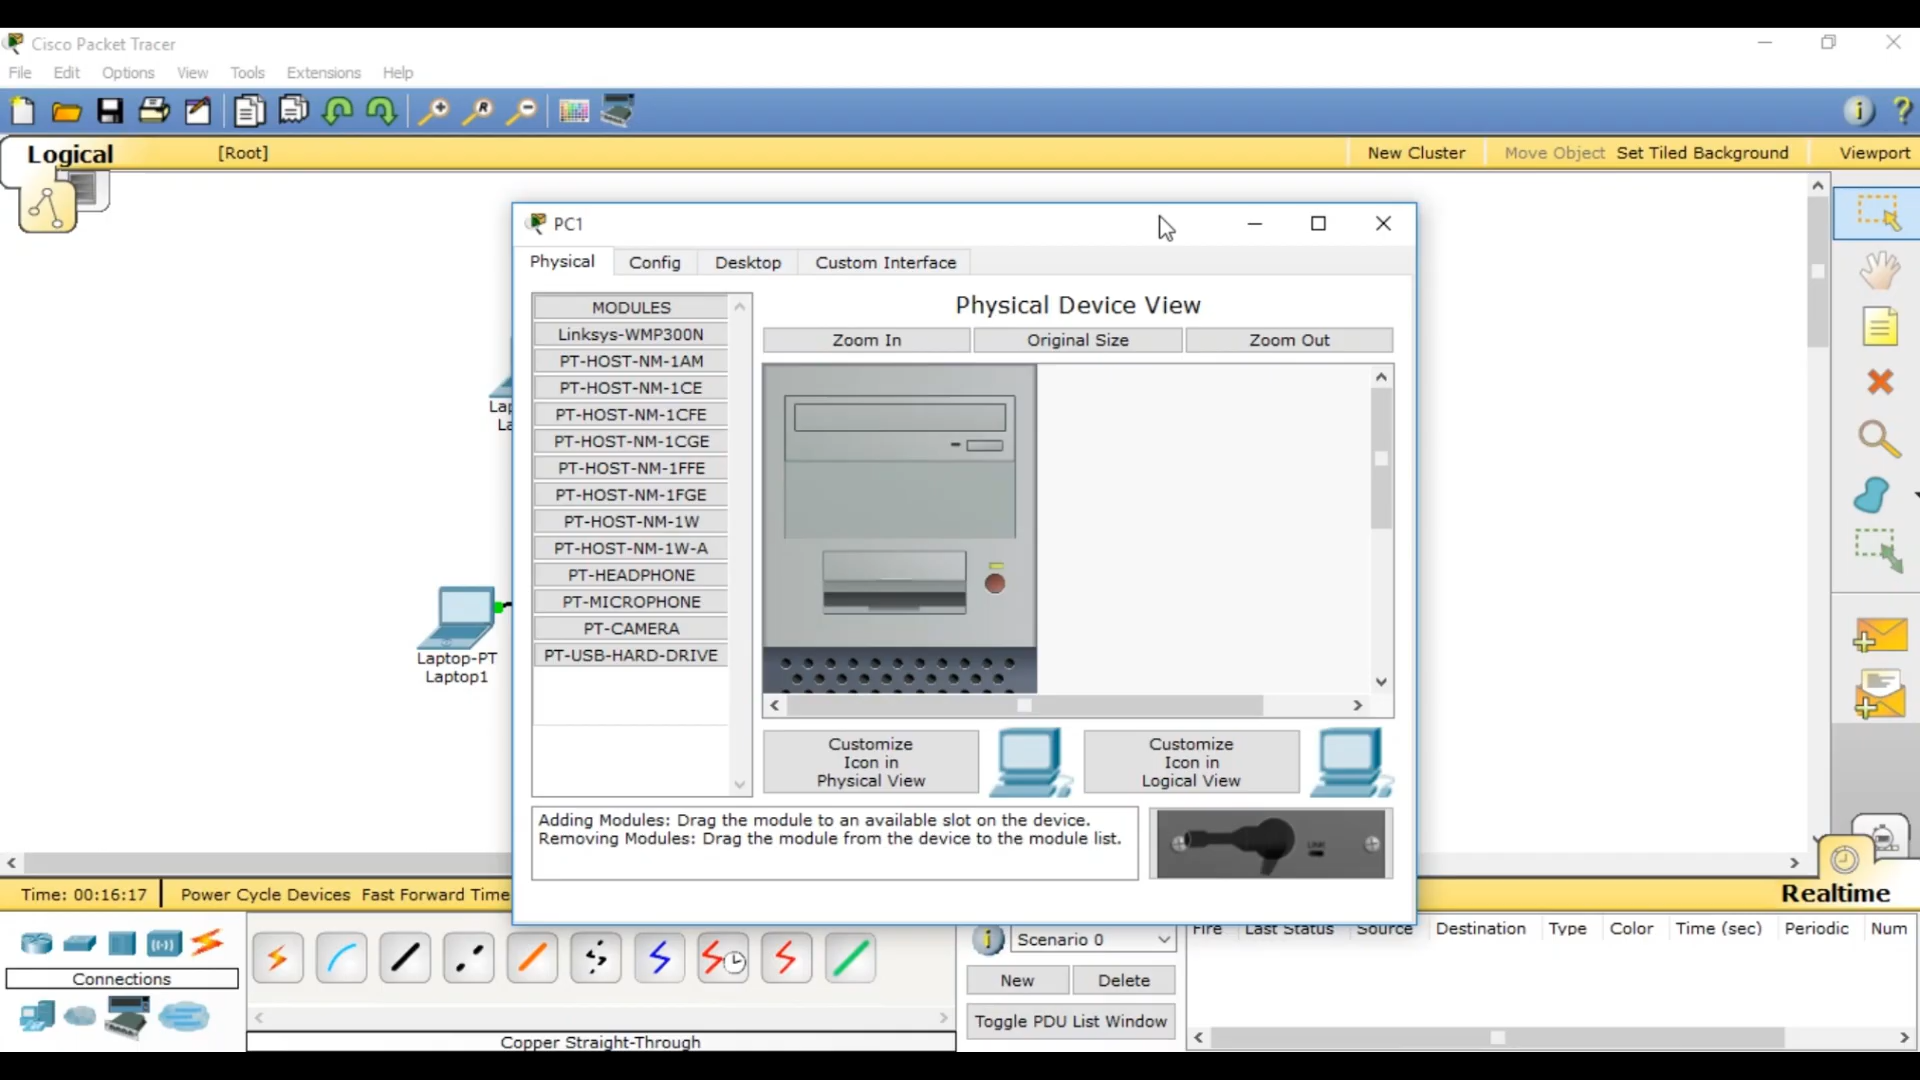 Cisco Packet Tracer
File Edit Options View Tools Extensions Help
Logical [Root] New Cluster Move Object Set Tiled Background Viewport
PC1
Physical Config Desktop Custom Interface
MODULES
Linksys-WMP300N
PT-HOST-NM-1AM
PT-HOST-NM-1CE
PT-HOST-NM-1CFE
PT-HOST-NM-1CGE
PT-HOST-NM-1FFE
PT-HOST-NM-1FGE
PT-HOST-NM-1W
PT-HOST-NM-1W-A
PT-HEADPHONE
PT-MICROPHONE
PT-CAMERA
PT-USB-HARD-DRIVE
Physical Device View
Zoom In Original Size Zoom Out
Customize
Icon in
Physical View
Customize
Icon in
Logical View
Adding Modules: Drag the module to an available slot on the device.
Removing Modules: Drag the module from the device to the module list.
LINK
Lap
La
Laptop-PT
Laptop1
Time: 00:16:17 Power Cycle Devices Fast Forward Time
Realtime
Connections
Copper Straight-Through
Scenario 0
New Delete
Toggle PDU List Window
Fire Last Status Source Destination Type Color Time (sec) Periodic Num